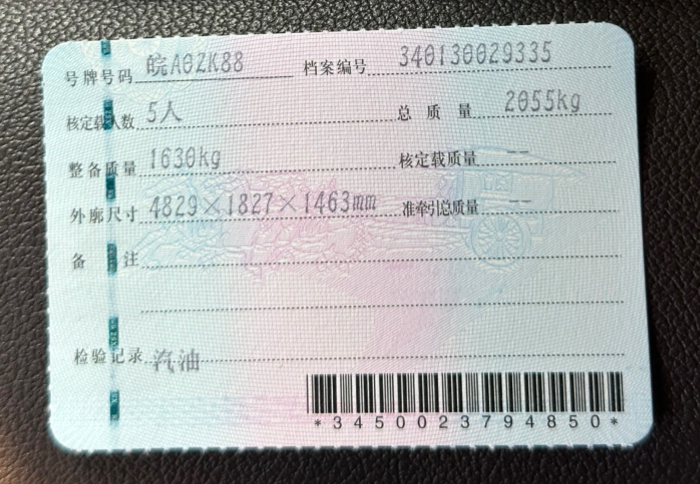 号牌号码 皖A0ZK88 档案编号 340130029335
核定载人数 5人 总质量 2055kg
整备质量 1630kg 核定载质量 --
外廓尺寸 4829×1827×1463mm 准牵引总质量 --
备注
检验记录 汽油
*3450023794850*